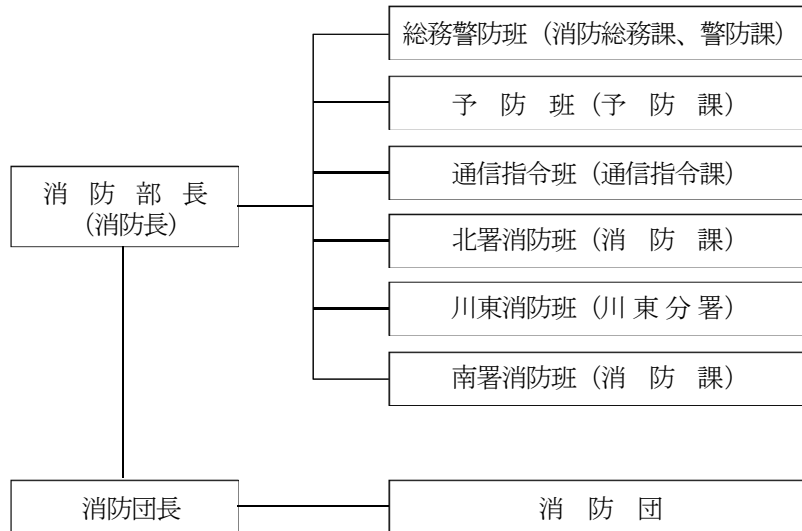 総務警防班（消防総務課、警防課）
予　防　班（予　防　課）
通信指令班（通信指令課）
消　防　部　長
（消防長）
北署消防班（消　防　課）
川東消防班（川 東 分 署）
南署消防班（消　防　課）
消防団長
消　防　団